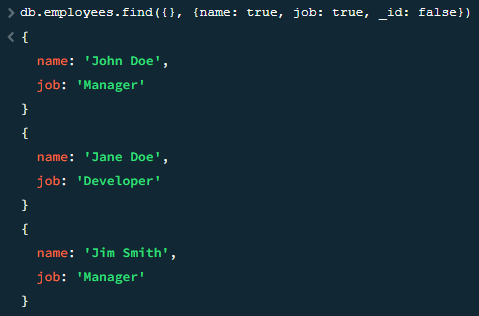 > db.employees.find({}, {name: true, job: true, _id: false})
< {
name: 'John Doe',
job: 'Manager'
}
{
name: 'Jane Doe',
job: 'Developer'
}
{
name: 'Jim Smith',
job: 'Manager'
}